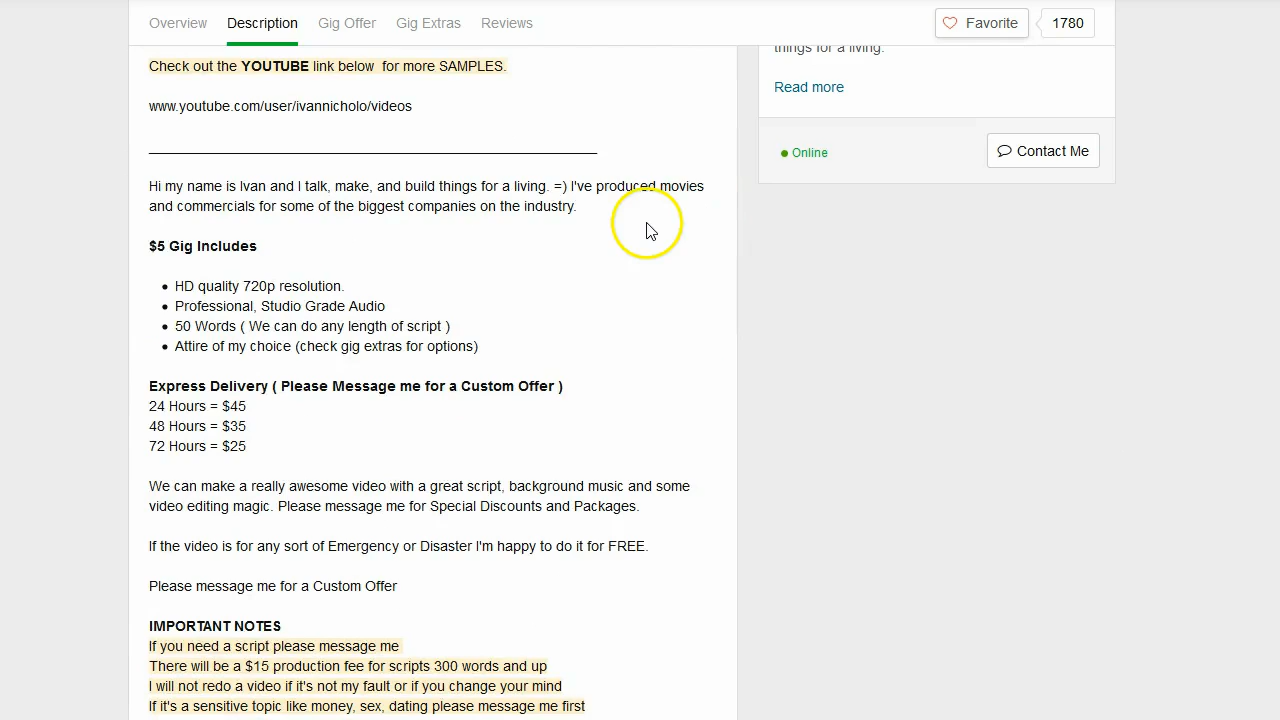 Overview Description Gig Offer Gig Extras Reviews Favorite 1780
things for a living.
Read more
Online Contact Me
Check out the YOUTUBE link below  for more SAMPLES.
www.youtube.com/user/ivannicholo/videos
Hi my name is Ivan and I talk, make, and build things for a living. =) I've produced movies
and commercials for some of the biggest companies on the industry.
$5 Gig Includes
HD quality 720p resolution.
Professional, Studio Grade Audio
50 Words ( We can do any length of script )
Attire of my choice (check gig extras for options)
Express Delivery ( Please Message me for a Custom Offer )
24 Hours = $45
48 Hours = $35
72 Hours = $25
We can make a really awesome video with a great script, background music and some
video editing magic. Please message me for Special Discounts and Packages.
If the video is for any sort of Emergency or Disaster I'm happy to do it for FREE.
Please message me for a Custom Offer
IMPORTANT NOTES
If you need a script please message me
There will be a $15 production fee for scripts 300 words and up
I will not redo a video if it's not my fault or if you change your mind
If it's a sensitive topic like money, sex, dating please message me first